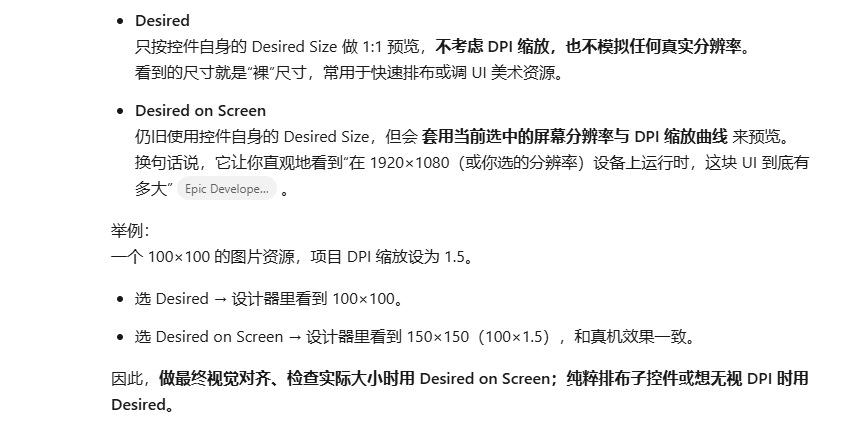 • Desired
只按控件自身的 Desired Size 做 1:1 预览，不考虑 DPI 缩放，也不模拟任何真实分辨率。
看到的尺寸就是“裸”尺寸，常用于快速排布或调 UI 美术资源。
• Desired on Screen
仍旧使用控件自身的 Desired Size，但会 套用当前选中的屏幕分辨率与 DPI 缩放曲线 来预览。
换句话说，它让你直观地看到“在 1920×1080（或你选的分辨率）设备上运行时，这块 UI 到底有
多大” Epic Develope... 。
举例：
一个 100×100 的图片资源，项目 DPI 缩放设为 1.5。
• 选 Desired → 设计器里看到 100×100。
• 选 Desired on Screen → 设计器里看到 150×150（100×1.5），和真机效果一致。
因此，做最终视觉对齐、检查实际大小时用 Desired on Screen；纯粹排布子控件或想无视 DPI 时用
Desired。